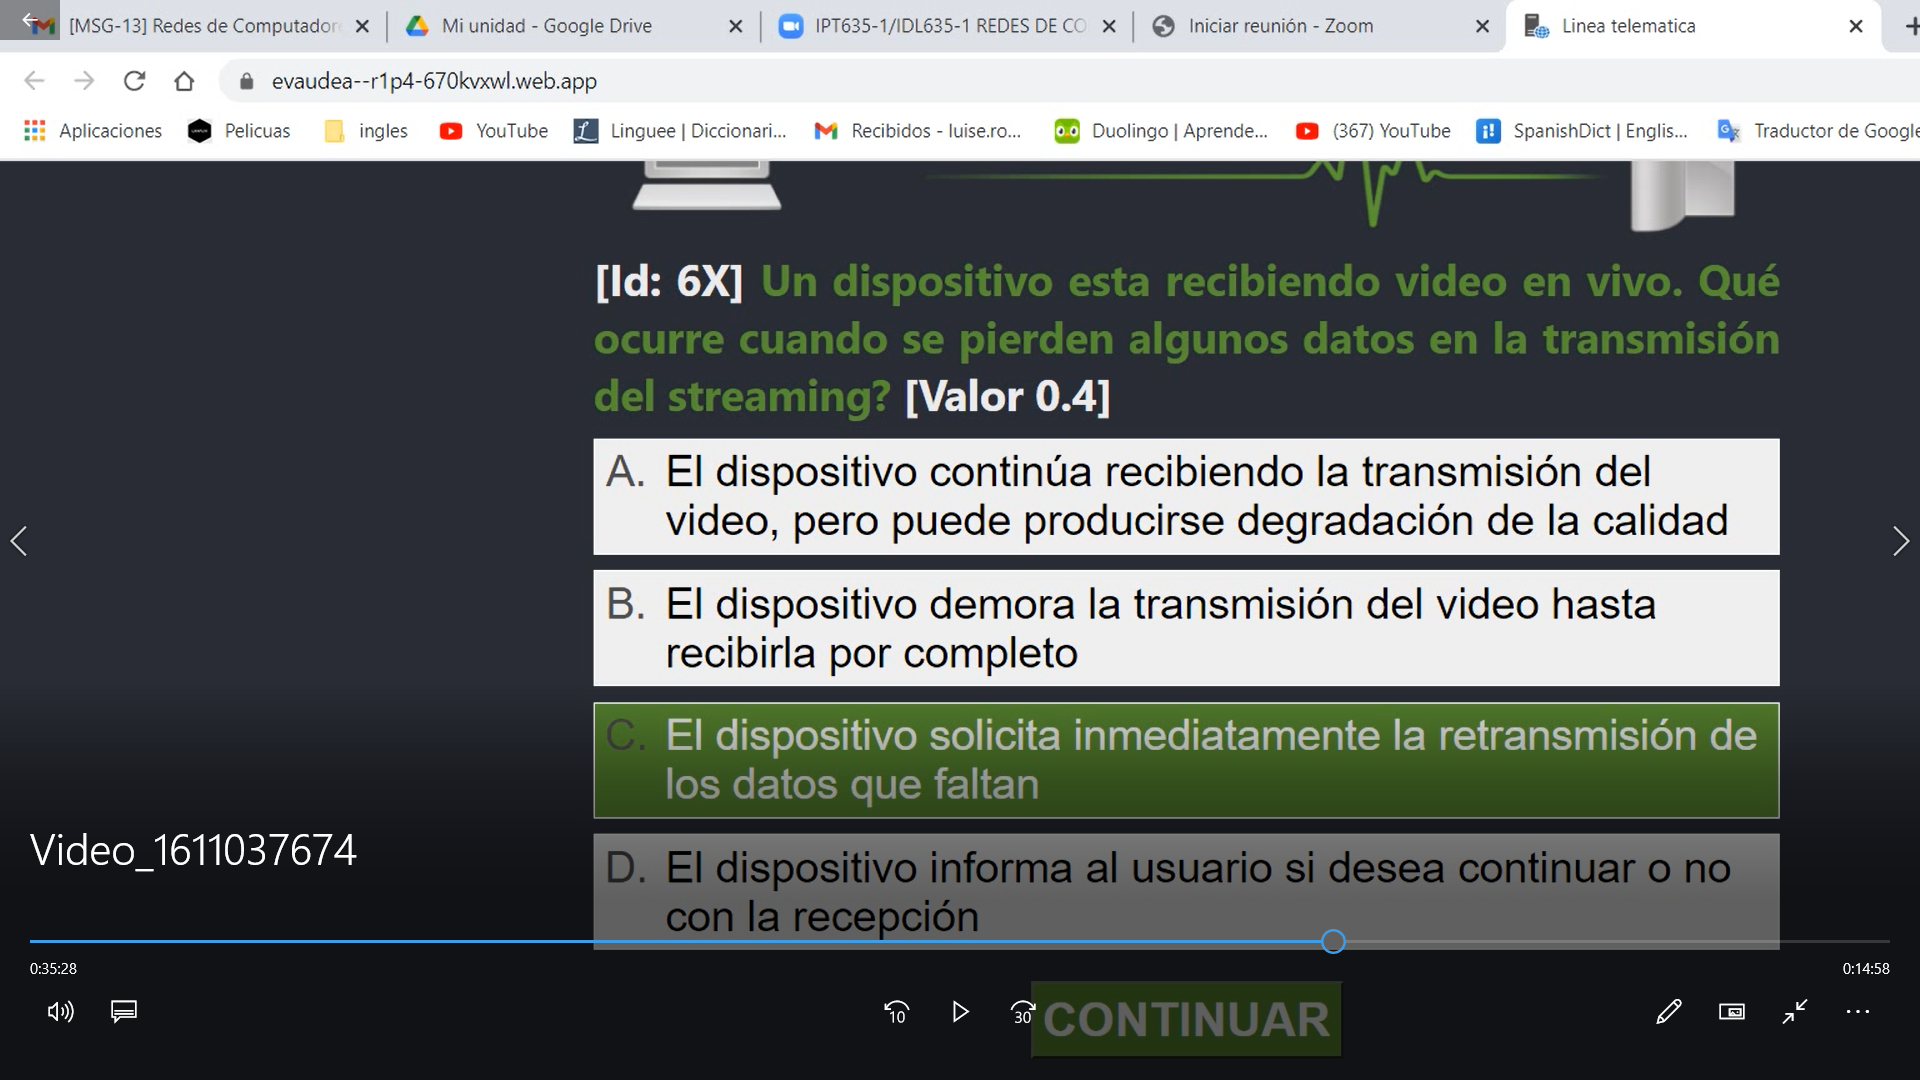 [MSG-13] Redes de Computador
Mi unidad - Google Drive
IPT635-1/IDL635-1 REDES DE CO
Iniciar reunión - Zoom
Linea telematica
evaudea--r1p4-670kvxwl.web.app
Aplicaciones
Pelicuas
ingles
YouTube
Linguee | Diccionari...
Recibidos - luise.ro...
Duolingo | Aprende...
(367) YouTube
SpanishDict | Englis...
Traductor de Google
[Id: 6X] Un dispositivo esta recibiendo video en vivo. Qué
ocurre cuando se pierden algunos datos en la transmisión
del streaming? [Valor 0.4]
A. El dispositivo continúa recibiendo la transmisión del
video, pero puede producirse degradación de la calidad
B. El dispositivo demora la transmisión del video hasta
recibirla por completo
C. El dispositivo solicita inmediatamente la retransmisión de
los datos que faltan
Video_1611037674
D. El dispositivo informa al usuario si desea continuar o no
con la recepción
0:35:28
0:14:58
10
30
CONTINUAR